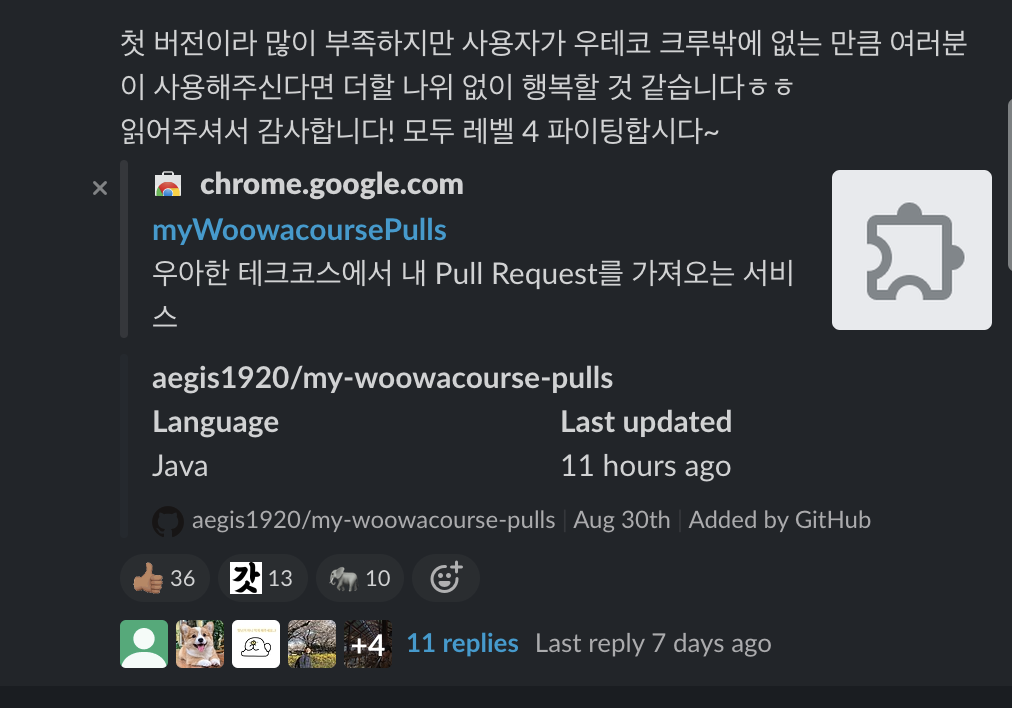 첫 버전이라 많이 부족하지만 사용자가 우테코 크루밖에 없는 만큼 여러분
이 사용해주신다면 더할 나위 없이 행복할 것 같습니다ㅎㅎ
읽어주셔서 감사합니다! 모두 레벨 4 파이팅합시다~
chrome.google.com
myWoowacoursePulls
우아한 테크코스에서 내 Pull Request를 가져오는 서비
스
aegis1920/my-woowacourse-pulls
Language Last updated
Java 11 hours ago
aegis1920/my-woowacourse-pulls | Aug 30th | Added by GitHub
36 갓 13 10
+4 11 replies Last reply 7 days ago